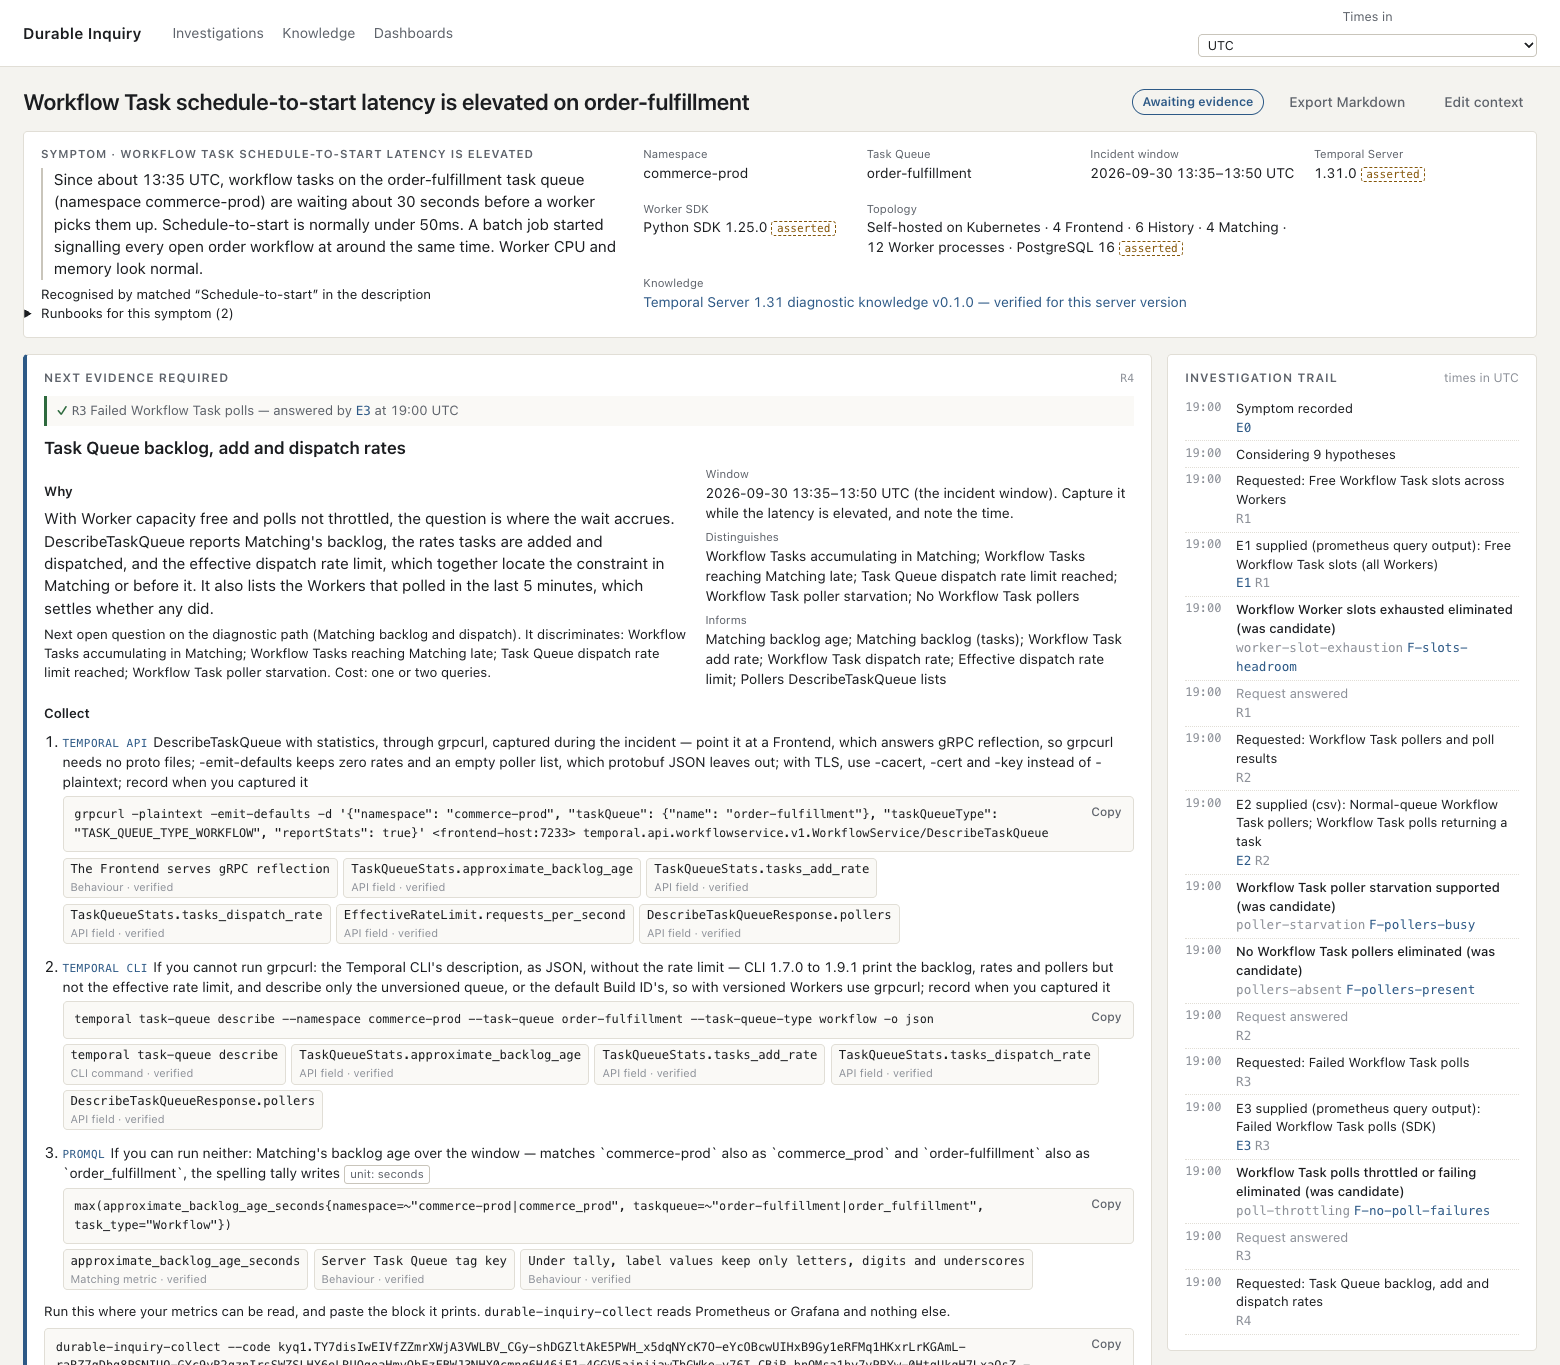 Durable Inquiry
Investigations
Knowledge
Dashboards
Times in
UTC
Workflow Task schedule-to-start latency is elevated on order-fulfillment
Awaiting evidence
Export Markdown
Edit context
SYMPTOM · WORKFLOW TASK SCHEDULE-TO-START LATENCY IS ELEVATED
Since about 13:35 UTC, workflow tasks on the order-fulfillment task queue
(namespace commerce-prod) are waiting about 30 seconds before a worker
picks them up. Schedule-to-start is normally under 50ms. A batch job started
signalling every open order workflow at around the same time. Worker CPU and
memory look normal.
Recognised by matched “Schedule-to-start” in the description
Runbooks for this symptom (2)
Namespace
commerce-prod
Task Queue
order-fulfillment
Incident window
2026-09-30 13:35–13:50 UTC
Temporal Server
1.31.0 asserted
Worker SDK
Python SDK 1.25.0 asserted
Topology
Self-hosted on Kubernetes · 4 Frontend · 6 History · 4 Matching ·
12 Worker processes · PostgreSQL 16 asserted
Knowledge
Temporal Server 1.31 diagnostic knowledge v0.1.0 — verified for this server version
NEXT EVIDENCE REQUIRED
R4
✓ R3 Failed Workflow Task polls — answered by E3 at 19:00 UTC
Task Queue backlog, add and dispatch rates
Why
With Worker capacity free and polls not throttled, the question is where the wait accrues.
DescribeTaskQueue reports Matching's backlog, the rates tasks are added and
dispatched, and the effective dispatch rate limit, which together locate the constraint in
Matching or before it. It also lists the Workers that polled in the last 5 minutes, which
settles whether any did.
Next open question on the diagnostic path (Matching backlog and dispatch). It discriminates: Workflow
Tasks accumulating in Matching; Workflow Tasks reaching Matching late; Task Queue dispatch rate
limit reached; Workflow Task poller starvation. Cost: one or two queries.
Window
2026-09-30 13:35–13:50 UTC (the incident window). Capture it
while the latency is elevated, and note the time.
Distinguishes
Workflow Tasks accumulating in Matching; Workflow Tasks
reaching Matching late; Task Queue dispatch rate limit reached;
Workflow Task poller starvation; No Workflow Task pollers
Informs
Matching backlog age; Matching backlog (tasks); Workflow Task
add rate; Workflow Task dispatch rate; Effective dispatch rate
limit; Pollers DescribeTaskQueue lists
Collect
1. TEMPORAL API DescribeTaskQueue with statistics, through grpcurl, captured during the incident — point it at a Frontend, which answers gRPC reflection, so grpcurl
needs no proto files; -emit-defaults keeps zero rates and an empty poller list, which protobuf JSON leaves out; with TLS, use -cacert, -cert and -key instead of -
plaintext; record when you captured it
grpcurl -plaintext -emit-defaults -d '{"namespace": "commerce-prod", "taskQueue": {"name": "order-fulfillment"}, "taskQueueType":
"TASK_QUEUE_TYPE_WORKFLOW", "reportStats": true}' <frontend-host:7233> temporal.api.workflowservice.v1.WorkflowService/DescribeTaskQueue
Copy
The Frontend serves gRPC reflection
Behaviour · verified
TaskQueueStats.approximate_backlog_age
API field · verified
TaskQueueStats.tasks_add_rate
API field · verified
TaskQueueStats.tasks_dispatch_rate
API field · verified
EffectiveRateLimit.requests_per_second
API field · verified
DescribeTaskQueueResponse.pollers
API field · verified
2. TEMPORAL CLI If you cannot run grpcurl: the Temporal CLI's description, as JSON, without the rate limit — CLI 1.7.0 to 1.9.1 print the backlog, rates and pollers but
not the effective rate limit, and describe only the unversioned queue, or the default Build ID's, so with versioned Workers use grpcurl; record when you captured it
temporal task-queue describe --namespace commerce-prod --task-queue order-fulfillment --task-queue-type workflow -o json
Copy
temporal task-queue describe
CLI command · verified
TaskQueueStats.approximate_backlog_age
API field · verified
TaskQueueStats.tasks_add_rate
API field · verified
TaskQueueStats.tasks_dispatch_rate
API field · verified
DescribeTaskQueueResponse.pollers
API field · verified
3. PROMQL If you can run neither: Matching's backlog age over the window — matches `commerce-prod` also as `commerce_prod` and `order-fulfillment` also as
`order_fulfillment`, the spelling tally writes unit: seconds
max(approximate_backlog_age_seconds{namespace=~"commerce-prod|commerce_prod", taskqueue=~"order-fulfillment|order_fulfillment",
task_type="Workflow"})
Copy
approximate_backlog_age_seconds
Matching metric · verified
Server Task Queue tag key
Behaviour · verified
Under tally, label values keep only letters, digits and underscores
Behaviour · verified
Run this where your metrics can be read, and paste the block it prints. durable-inquiry-collect reads Prometheus or Grafana and nothing else.
durable-inquiry-collect --code
Copy
INVESTIGATION TRAIL
times in UTC
19:00 Symptom recorded
E0
19:00 Considering 9 hypotheses
19:00 Requested: Free Workflow Task slots across
Workers
R1
19:00 E1 supplied (prometheus query output): Free
Workflow Task slots (all Workers)
E1 R1
19:00 Workflow Worker slots exhausted eliminated
(was candidate)
worker-slot-exhaustion F-slots-
headroom
19:00 Request answered
R1
19:00 Requested: Workflow Task pollers and poll
results
R2
19:00 E2 supplied (csv): Normal-queue Workflow
Task pollers; Workflow Task polls returning a
task
E2 R2
19:00 Workflow Task poller starvation supported
(was candidate)
poller-starvation F-pollers-busy
19:00 No Workflow Task pollers eliminated (was
candidate)
pollers-absent F-pollers-present
19:00 Request answered
R2
19:00 Requested: Failed Workflow Task polls
R3
19:00 E3 supplied (prometheus query output):
Failed Workflow Task polls (SDK)
E3 R3
19:00 Workflow Task polls throttled or failing
eliminated (was candidate)
poll-throttling F-no-poll-failures
19:00 Request answered
R3
19:00 Requested: Task Queue backlog, add and
dispatch rates
R4